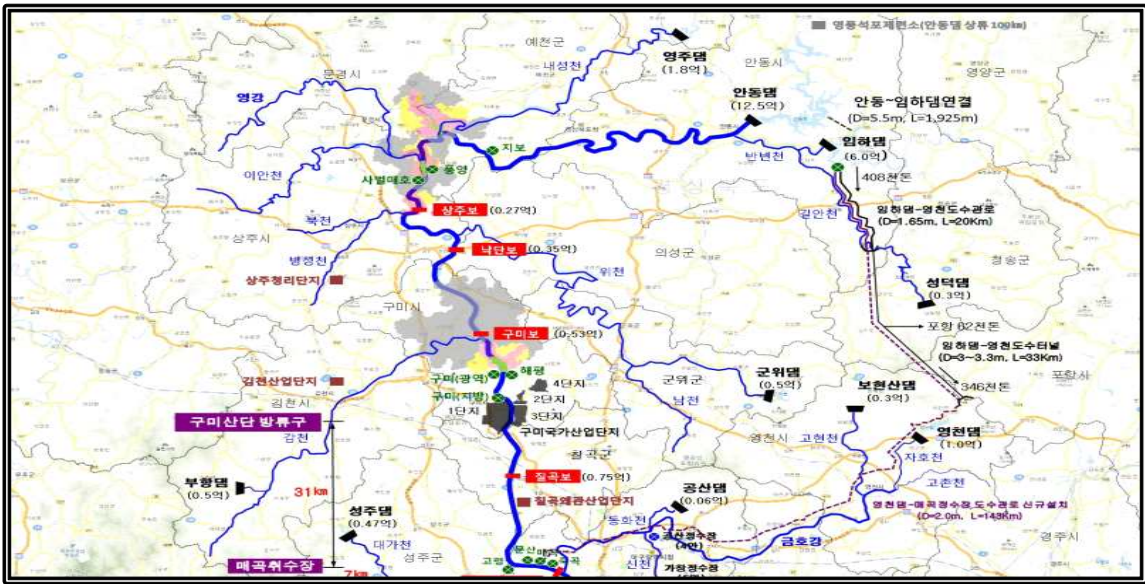 영풍석포제련소(안동댐 상류 100km)
예천군
내성천
영주댐
(1.8억)
안동시
영양군
문경시
영강
안동댐
(12.5억)
안동~임하댐연결
(D=5.5m, L=1,925m)
지보
반변천
임하댐
(6.0억)
이안천
풍양
사벌매호
408천톤
상주보 (0.27억)
길안천
임하댐-영천도수관로
(D=1.65m, L=20Km)
북천
상주시
병정천
낙단보 (0.35억)
의성군
청송군
위천
상주청리단지
성덕댐
(0.3억)
구미시
구미보 (0.53억)
포항 62천톤
임하댐-영천도수터널
(D=3~3.3m, L=33Km)
구미(광역)
해평
김천산업단지
김천시
4단지
구미(지방)
2단지
1단지
3단지
군위군
군위댐
(0.5억)
보현산댐
(0.3억)
346천톤
포항시
구미산단 방류구
감천
구미국가산업단지
남천
영천시
고현천
영천댐
(1.0억)
자호천
칠곡군
부항댐
(0.5억)
31km
칠곡보 (0.75억)
칠곡왜관산업단지
공산댐
(0.06억)
고촌천
성주댐
(0.47억)
동화천
영천댐-매곡정수장 도수관로 신규설치
(D=2.0m, L=143Km)
공산정수장
금호강
경주시
대가천
성주군
문산
매곡
고령
신천
가창정수장
매곡취수장
7km